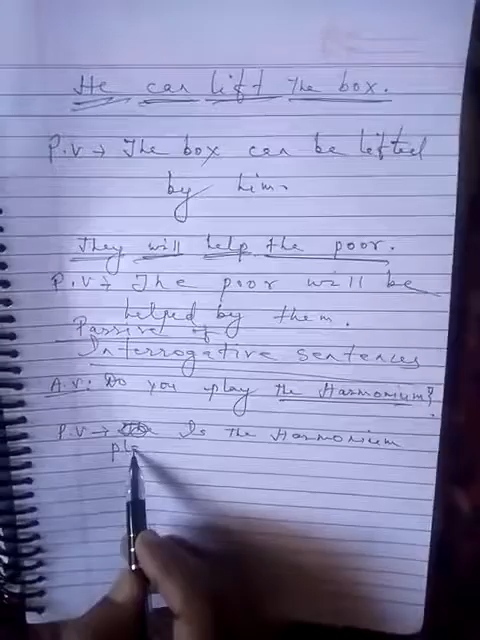 He can lift the box.
P.V → The box can be lifted
by him.
They will help the poor.
P.V → The poor will be
helped by them.
Passive of
Interrogative sentences
A.V: Do you play the Harmonium?
P.V → Is the Harmonium
pla